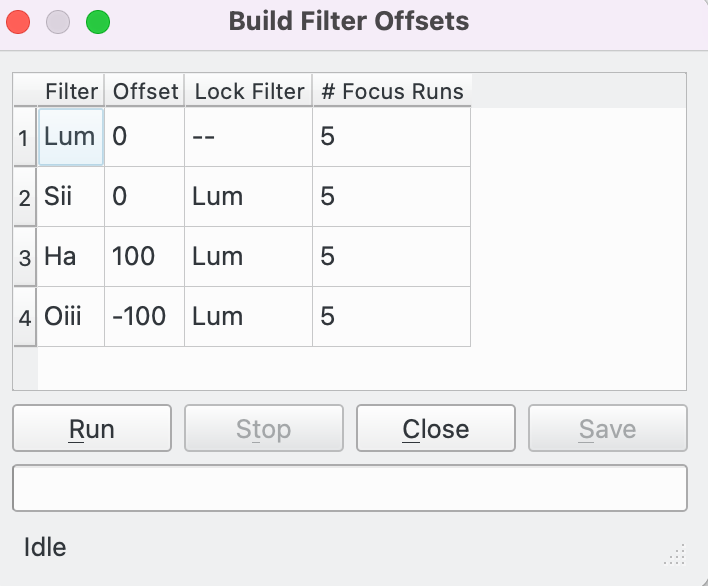 Build Filter Offsets
Filter Offset Lock Filter # Focus Runs
1 Lum 0 -- 5
2 Sii 0 Lum 5
3 Ha 100 Lum 5
4 Oiii -100 Lum 5
Run Stop Close Save
Idle